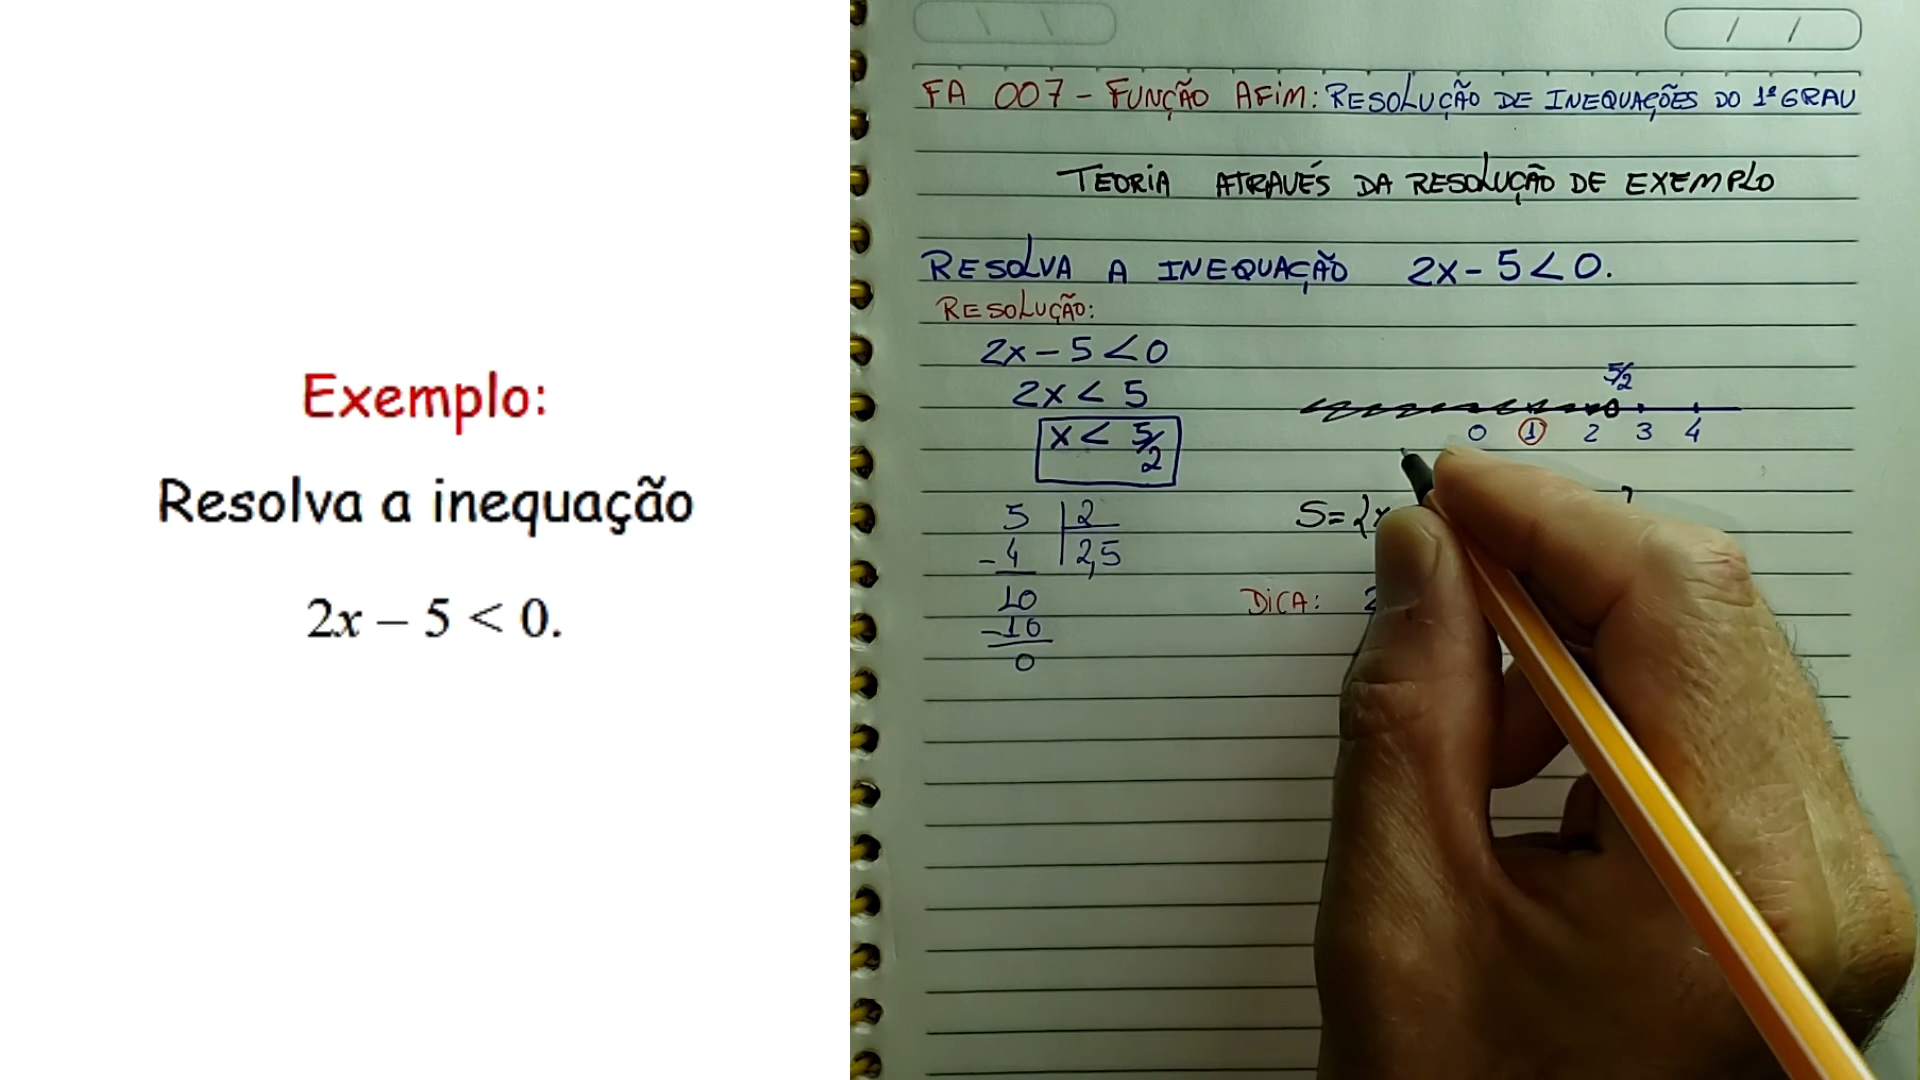 Exemplo:
Resolva a inequação
2x – 5 < 0.
/ /
FA 007 - FUNÇÃO AFIM: RESOLUÇÃO DE INEQUAÇÕES DO 1º GRAU
TEORIA ATRAVÉS DA RESOLUÇÃO DE EXEMPLO
RESOLVA A INEQUAÇÃO 2x - 5 < 0.
RESOLUÇÃO:
2x - 5 < 0
2x < 5
x < 5/2
5 2
-4 2,5
10
-10
0
5/2
0 1 2 3 4
S= {x
DICA: 2